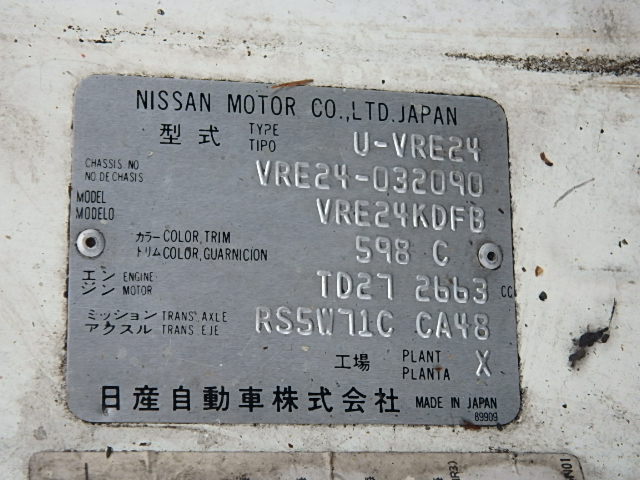 NISSAN MOTOR CO.,LTD.JAPAN
型式 TYPE TIPO U-VRE24
CHASSIS NO NO.DE CHASIS VRE24-032090
MODEL MODELO VRE24KDFB
カラー COLOR,TRIM トリム COLOR,GUARNICION 598 C
エンジン ENGINE MOTOR TD27 2663 CC
ミッション TRANS.AXLE アクスル TRANS EJE RS5W71C CA48
工場 PLANT PLANTA X
日産自動車株式会社 MADE IN JAPAN
89909